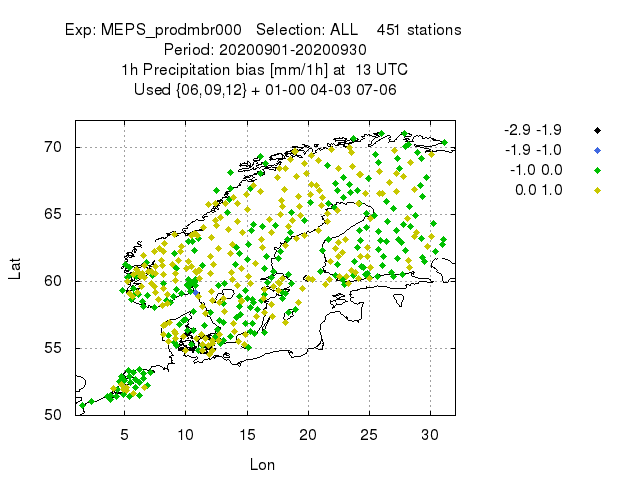 Exp: MEPS_prodmbr000 Selection: ALL 451 stations
Period: 20200901-20200930
1h Precipitation bias [mm/1h] at 13 UTC
Used {06,09,12} + 01-00 04-03 07-06
-2.9 -1.9
-1.9 -1.0
-1.0 0.0
0.0 1.0
70
65
60
55
50
Lat
5 10 15 20 25 30
Lon